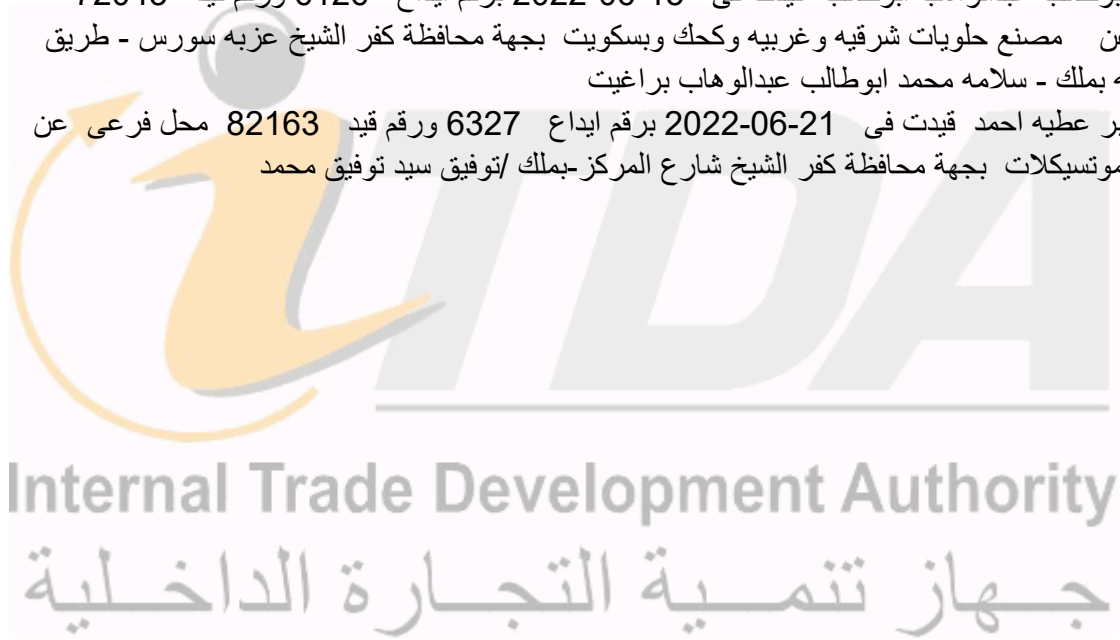 عن مصنع حلويات شرقيه وغربيه وكحك وبسكويت بجهة محافظة كفر الشيخ عزبه سورس - طريق
بملك - سلامه محمد ابوطالب عبدالوهاب براغيت
عطيه احمد قيدت فى 21-06-2022 برقم ايداع 6327 ورقم قيد 82163 محل فرعى عن
موتسيكلات بجهة محافظة كفر الشيخ شارع المركز-بملك /توفيق سيد توفيق محمد
iTDA
Internal Trade Development Authority
جهاز تنمية التجارة الداخلية